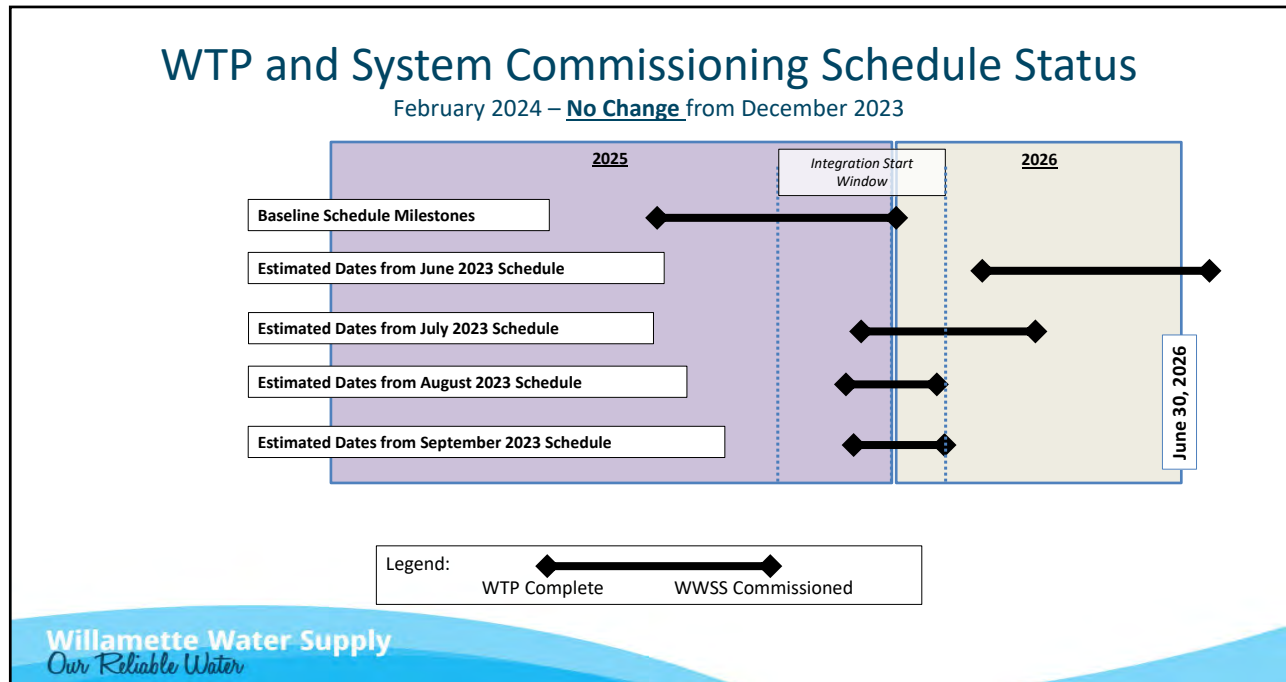 WTP and System Commissioning Schedule Status
February 2024 – No Change from December 2023
2025
Integration Start
Window
2026
Baseline Schedule Milestones
Estimated Dates from June 2023 Schedule
Estimated Dates from July 2023 Schedule
Estimated Dates from August 2023 Schedule
Estimated Dates from September 2023 Schedule
June 30, 2026
Legend:
WTP Complete
WWSS Commissioned
Willamette Water Supply
Our Reliable Water